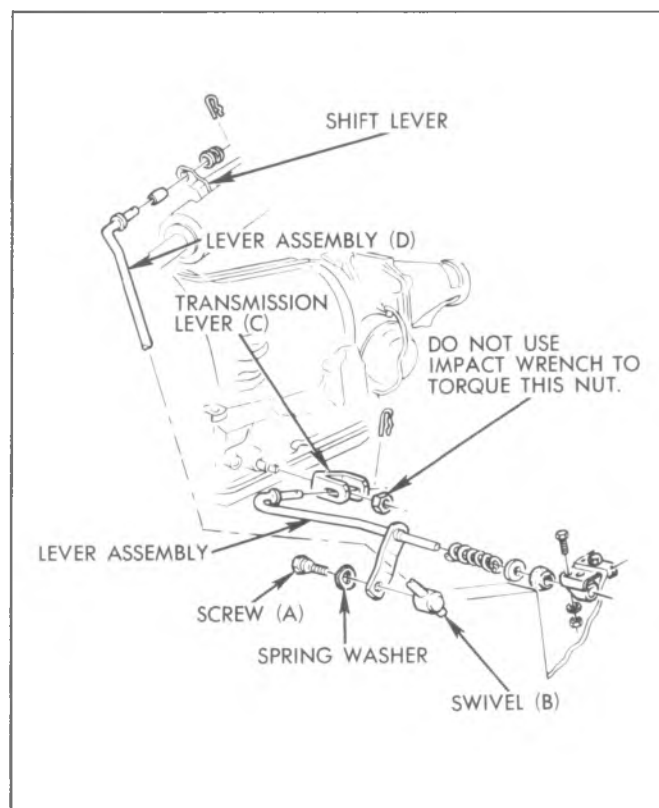 SHIFT LEVER
LEVER ASSEMBLY (D)
TRANSMISSION
LEVER (C)
DO NOT USE
IMPACT WRENCH TO
TORQUE THIS NUT.
LEVER ASSEMBLY
SCREW (A)
SPRING WASHER
SWIVEL (B)